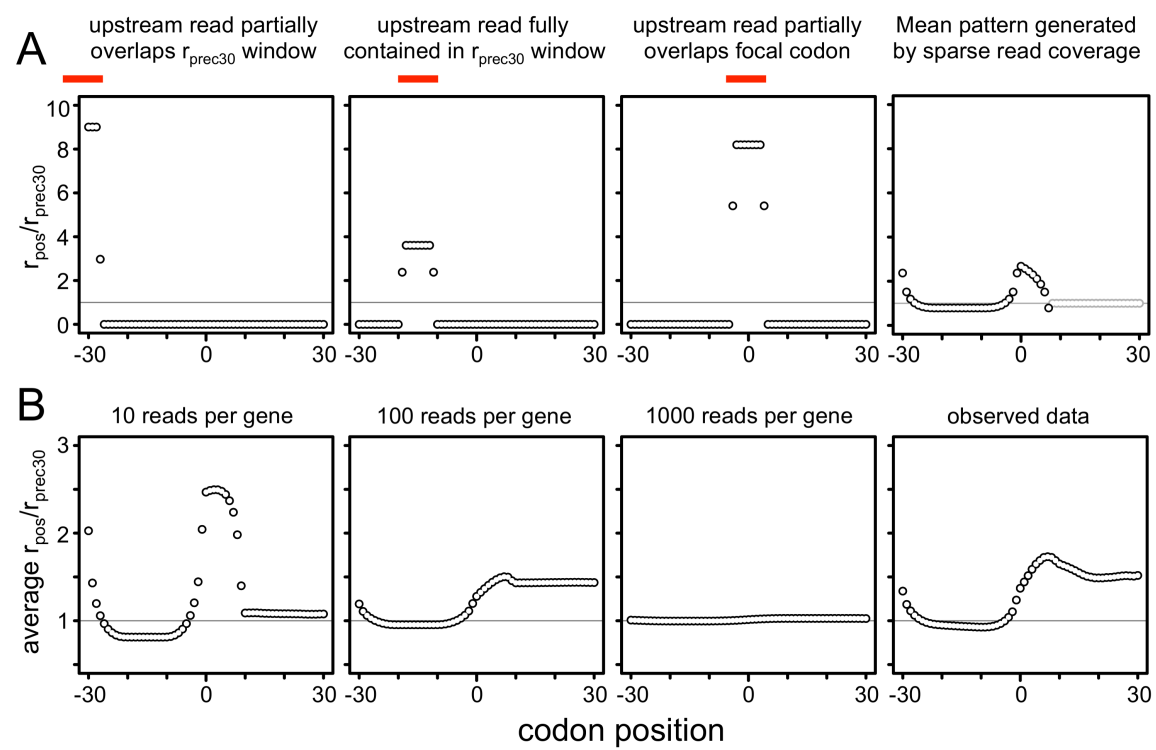 A
upstream read partially
overlaps rprec30 window
upstream read fully
contained in rprec30 window
upstream read partially
overlaps focal codon
Mean pattern generated
by sparse read coverage
rpos/rprec30
10
8
6
4
2
0
-30 0 30
-30 0 30
-30 0 30
-30 0 30
B
10 reads per gene
100 reads per gene
1000 reads per gene
observed data
average rpos/rprec30
3
2
1
-30 0 30
-30 0 30
-30 0 30
-30 0 30
codon position